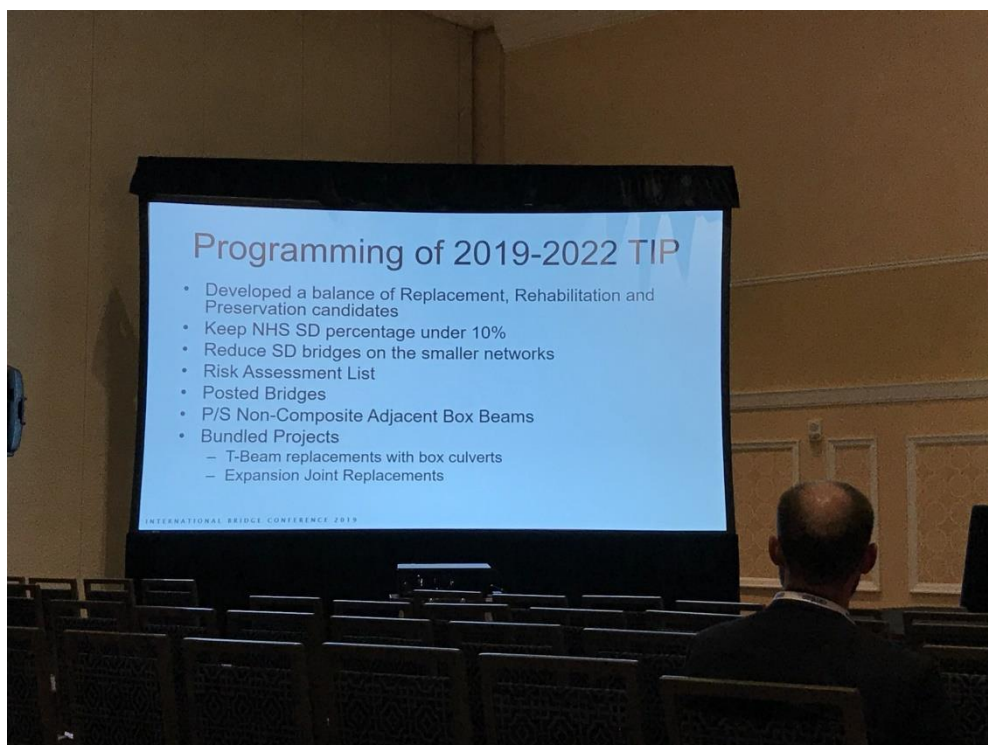 Programming of 2019-2022 TIP
• Developed a balance of Replacement, Rehabilitation and
Preservation candidates
• Keep NHS SD percentage under 10%
• Reduce SD bridges on the smaller networks
• Risk Assessment List
• Posted Bridges
• P/S Non-Composite Adjacent Box Beams
• Bundled Projects
– T-Beam replacements with box culverts
– Expansion Joint Replacements
INTERNATIONAL BRIDGE CONFERENCE 2019